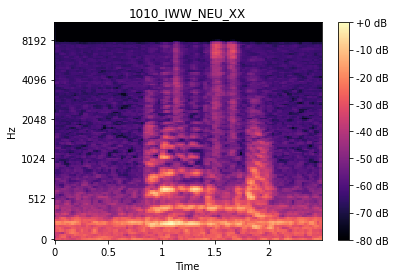 1010_IWW_NEU_XX
Hz
8192
4096
2048
1024
512
0
0
0.5
1
1.5
2
Time
+0 dB
-10 dB
-20 dB
-30 dB
-40 dB
-50 dB
-60 dB
-70 dB
-80 dB